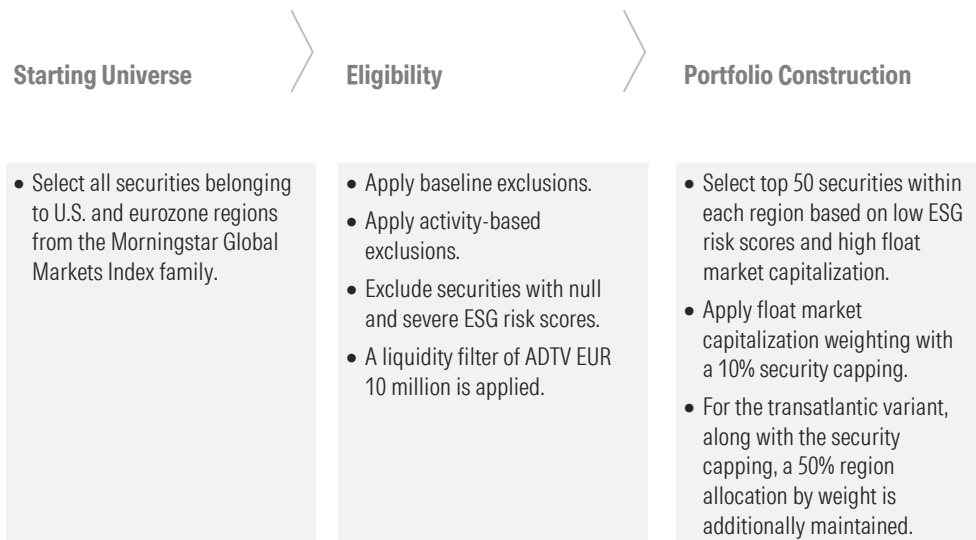 Starting Universe
Eligibility
Portfolio Construction
• Select all securities belonging
to U.S. and eurozone regions
from the Morningstar Global
Markets Index family.
• Apply baseline exclusions.
• Apply activity-based
exclusions.
• Exclude securities with null
and severe ESG risk scores.
• A liquidity filter of ADTV EUR
10 million is applied.
• Select top 50 securities within
each region based on low ESG
risk scores and high float
market capitalization.
• Apply float market
capitalization weighting with
a 10% security capping.
• For the transatlantic variant,
along with the security
capping, a 50% region
allocation by weight is
additionally maintained.